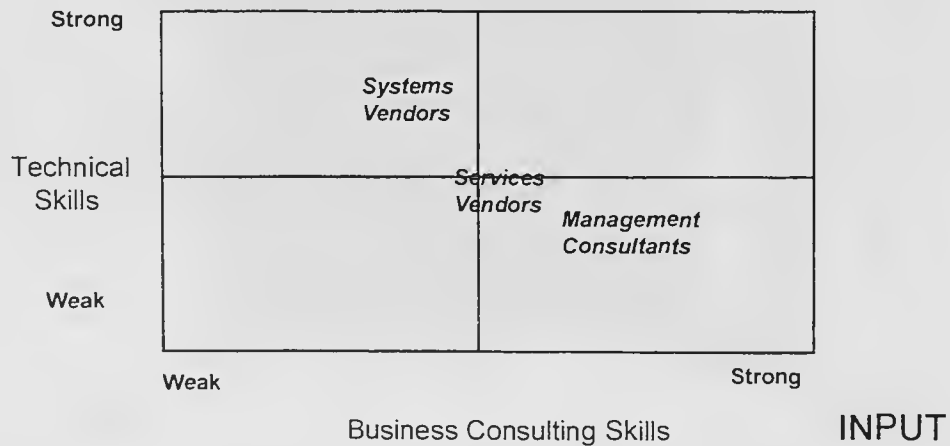 Strong
Systems
Vendors
Technical
Skills
Services
Vendors
Management
Consultants
Weak
Weak
Strong
Business Consulting Skills
INPUT